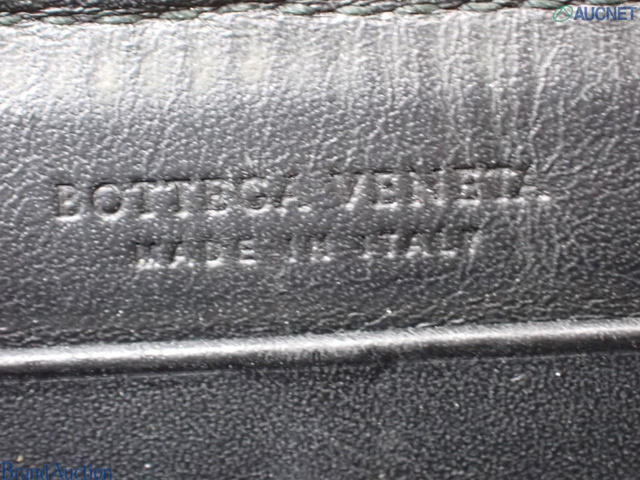 AUCNET
BOTTEGA VENETA
MADE IN ITALY
Brand Auction